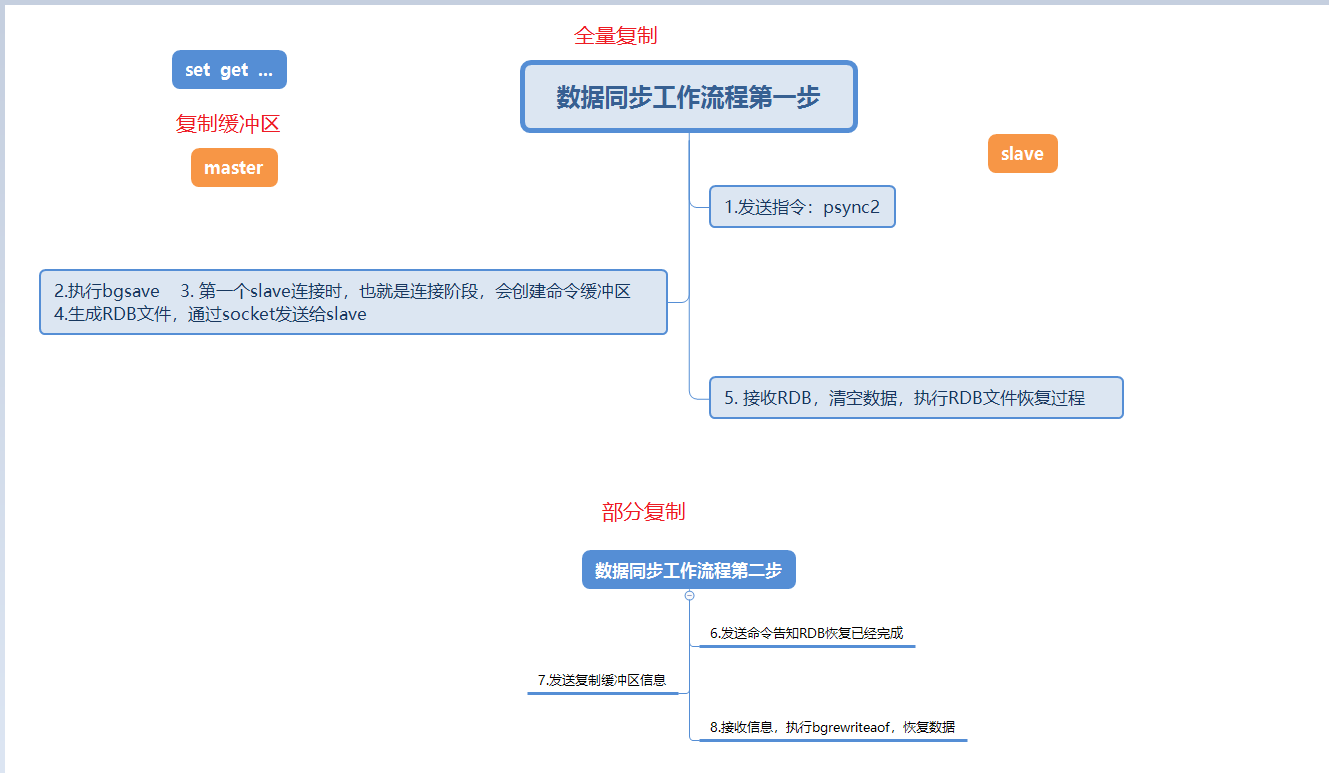 全量复制
set get ...
数据同步工作流程第一步
复制缓冲区
master
slave
1.发送指令：psync2
2.执行bgsave 3. 第一个slave连接时，也就是连接阶段，会创建命令缓冲区
4.生成RDB文件，通过socket发送给slave
5. 接收RDB，清空数据，执行RDB文件恢复过程
部分复制
数据同步工作流程第二步
6.发送命令告知RDB恢复已经完成
7.发送复制缓冲区信息
8.接收信息，执行bgrewriteaof，恢复数据